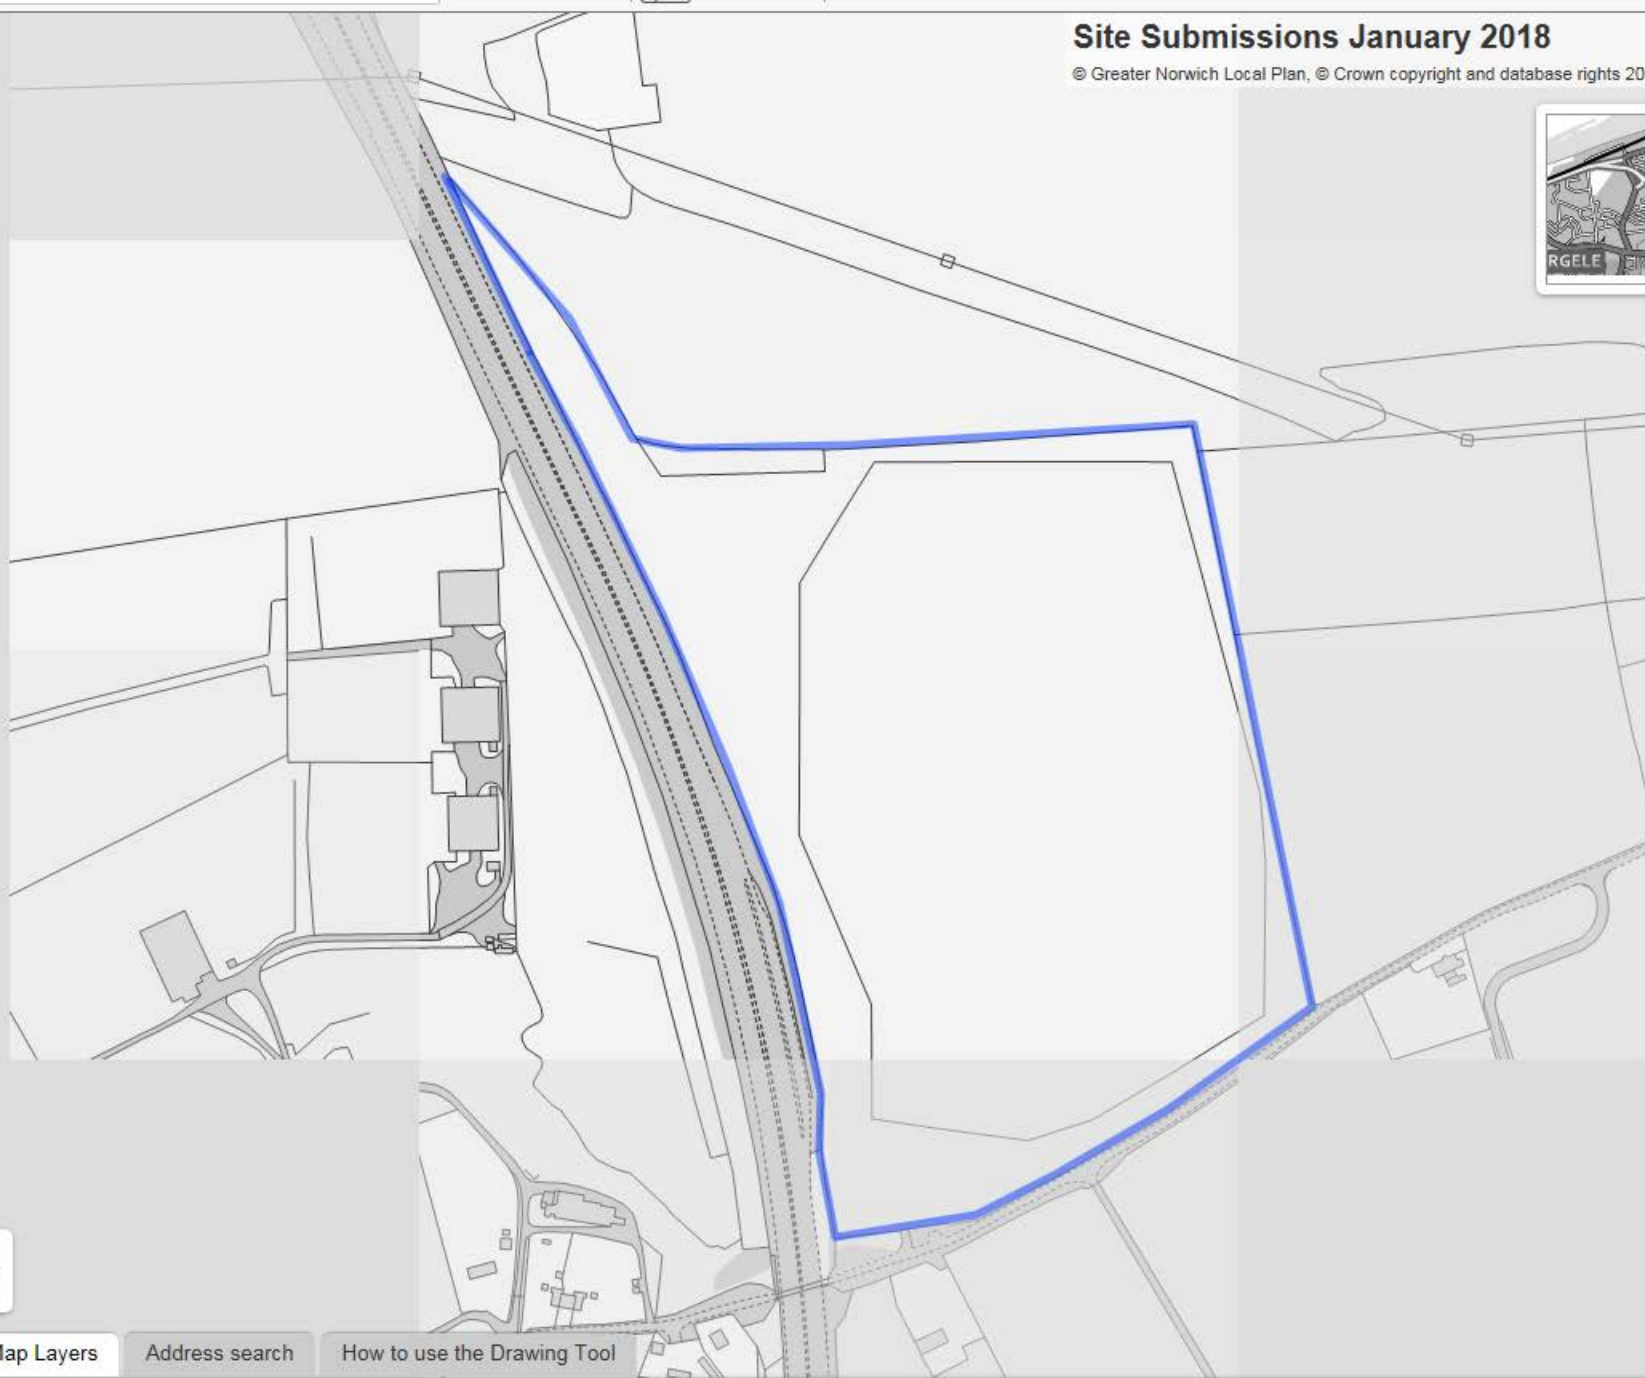 Site Submissions January 2018
© Greater Norwich Local Plan, © Crown copyright and database rights 20
RGELE
Map Layers
Address search
How to use the Drawing Tool